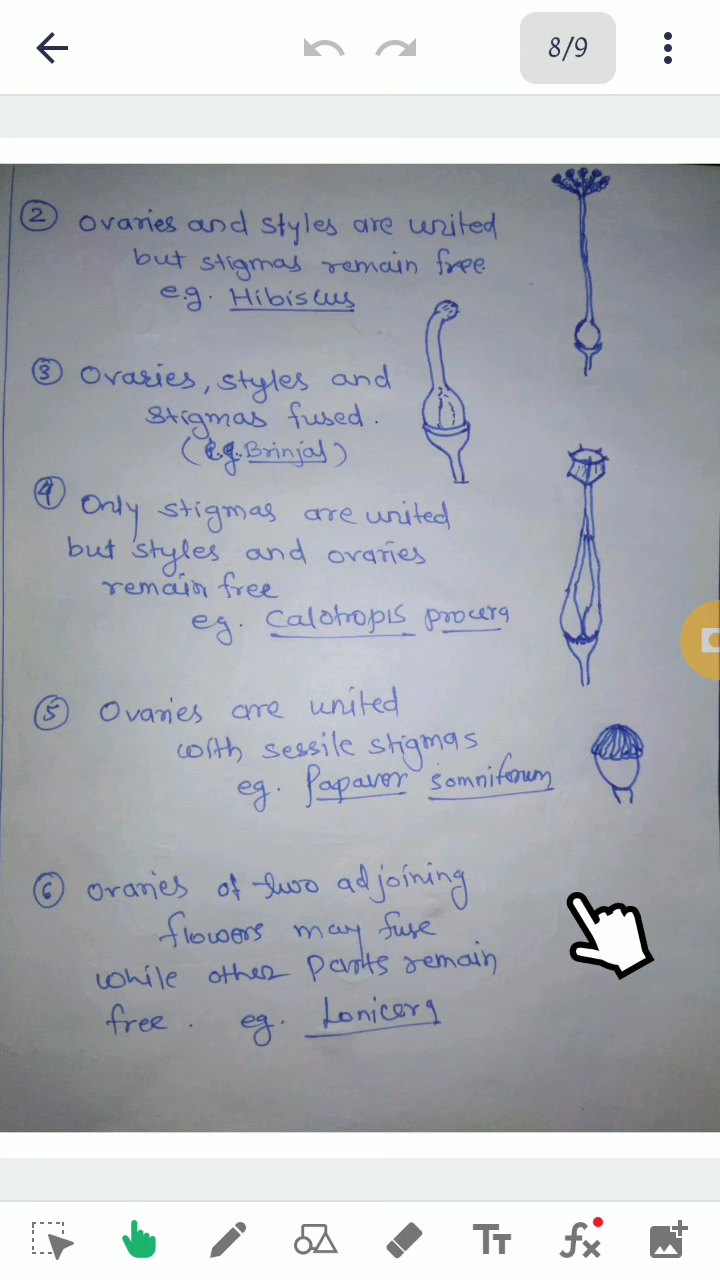 8/9
② Ovaries and Styles are united
but stigmas remain free.
e.g. Hibiscus
③ Ovaries, styles and
Stigmas fused.
(e.g. Brinjal)
④ Only stigmas are united
but styles and ovaries
remain free
eg. Calotropis procera
⑤ Ovaries are united
with sessile stigmas
eg. Papaver somniferum
⑥ Ovaries of two adjoining
flowers may fuse
while other Parts remain
free. eg. Lonicera
TT
fx